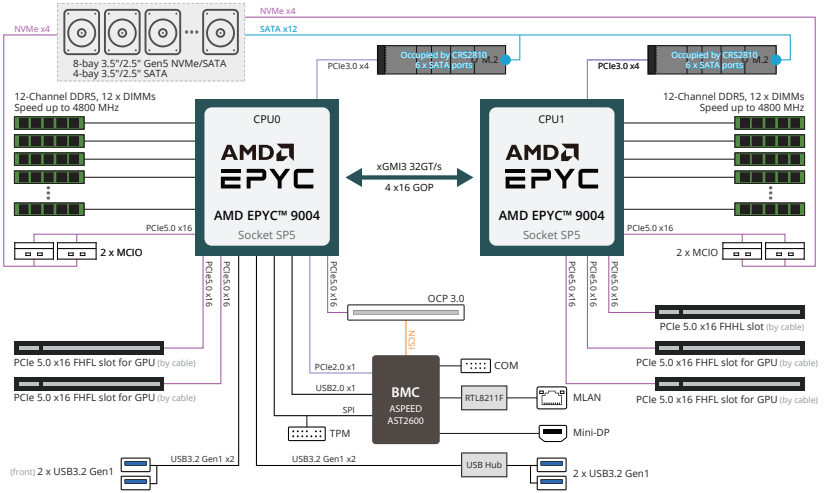 NVMe x4
NVMe x4
SATA x12
8-bay 3.5"/2.5" Gen5 NVMe/SATA
4-bay 3.5"/2.5" SATA
PCIe3.0 x4
Occupied by CRS2810
6 x SATA ports
M.2
PCIe3.0 x4
Occupied by CRS2810
6 x SATA ports
M.2
12-Channel DDR5, 12 x DIMMs
Speed up to 4800 MHz
12-Channel DDR5, 12 x DIMMs
Speed up to 4800 MHz
CPU0
AMD
EPYC
AMD EPYC™ 9004
Socket SP5
xGMI3 32GT/s
4 x16 GOP
CPU1
AMD
EPYC
AMD EPYC™ 9004
Socket SP5
PCIe5.0 x16
2 x MCIO
PCIe5.0 x16
2 x MCIO
PCIe5.0 x16
PCIe5.0 x16
PCIe5.0 x16
PCIe5.0 x16
PCIe5.0 x16
PCIe5.0 x16
OCP 3.0
NCSI
PCIe 5.0 x16 FHHL slot (by cable)
PCIe 5.0 x16 FHFL slot for GPU (by cable)
PCIe 5.0 x16 FHFL slot for GPU (by cable)
PCIe 5.0 x16 FHFL slot for GPU (by cable)
PCIe 5.0 x16 FHFL slot for GPU (by cable)
PCIe2.0 x1
USB2.0 x1
SPI
TPM
BMC
ASPEED
AST2600
COM
RTL8211F
MLAN
Mini-DP
(front) 2 x USB3.2 Gen1
USB3.2 Gen1 x2
USB3.2 Gen1 x2
USB Hub
2 x USB3.2 Gen1